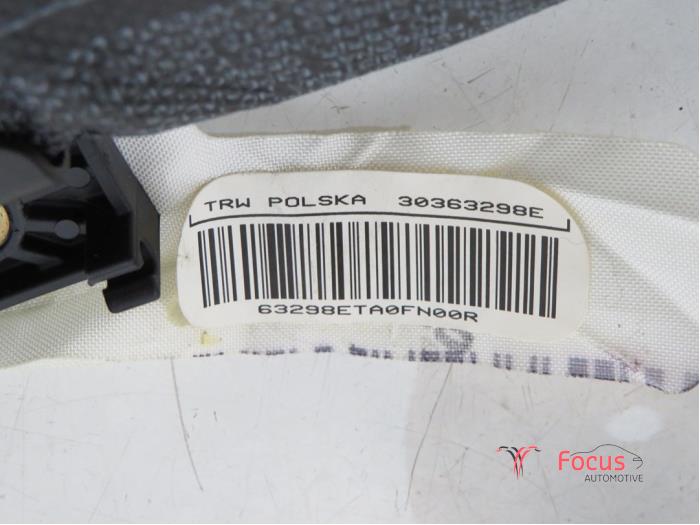 TRW POLSKA 30363298E
63298ETA0FN00R
Focus
AUTOMOTIVE